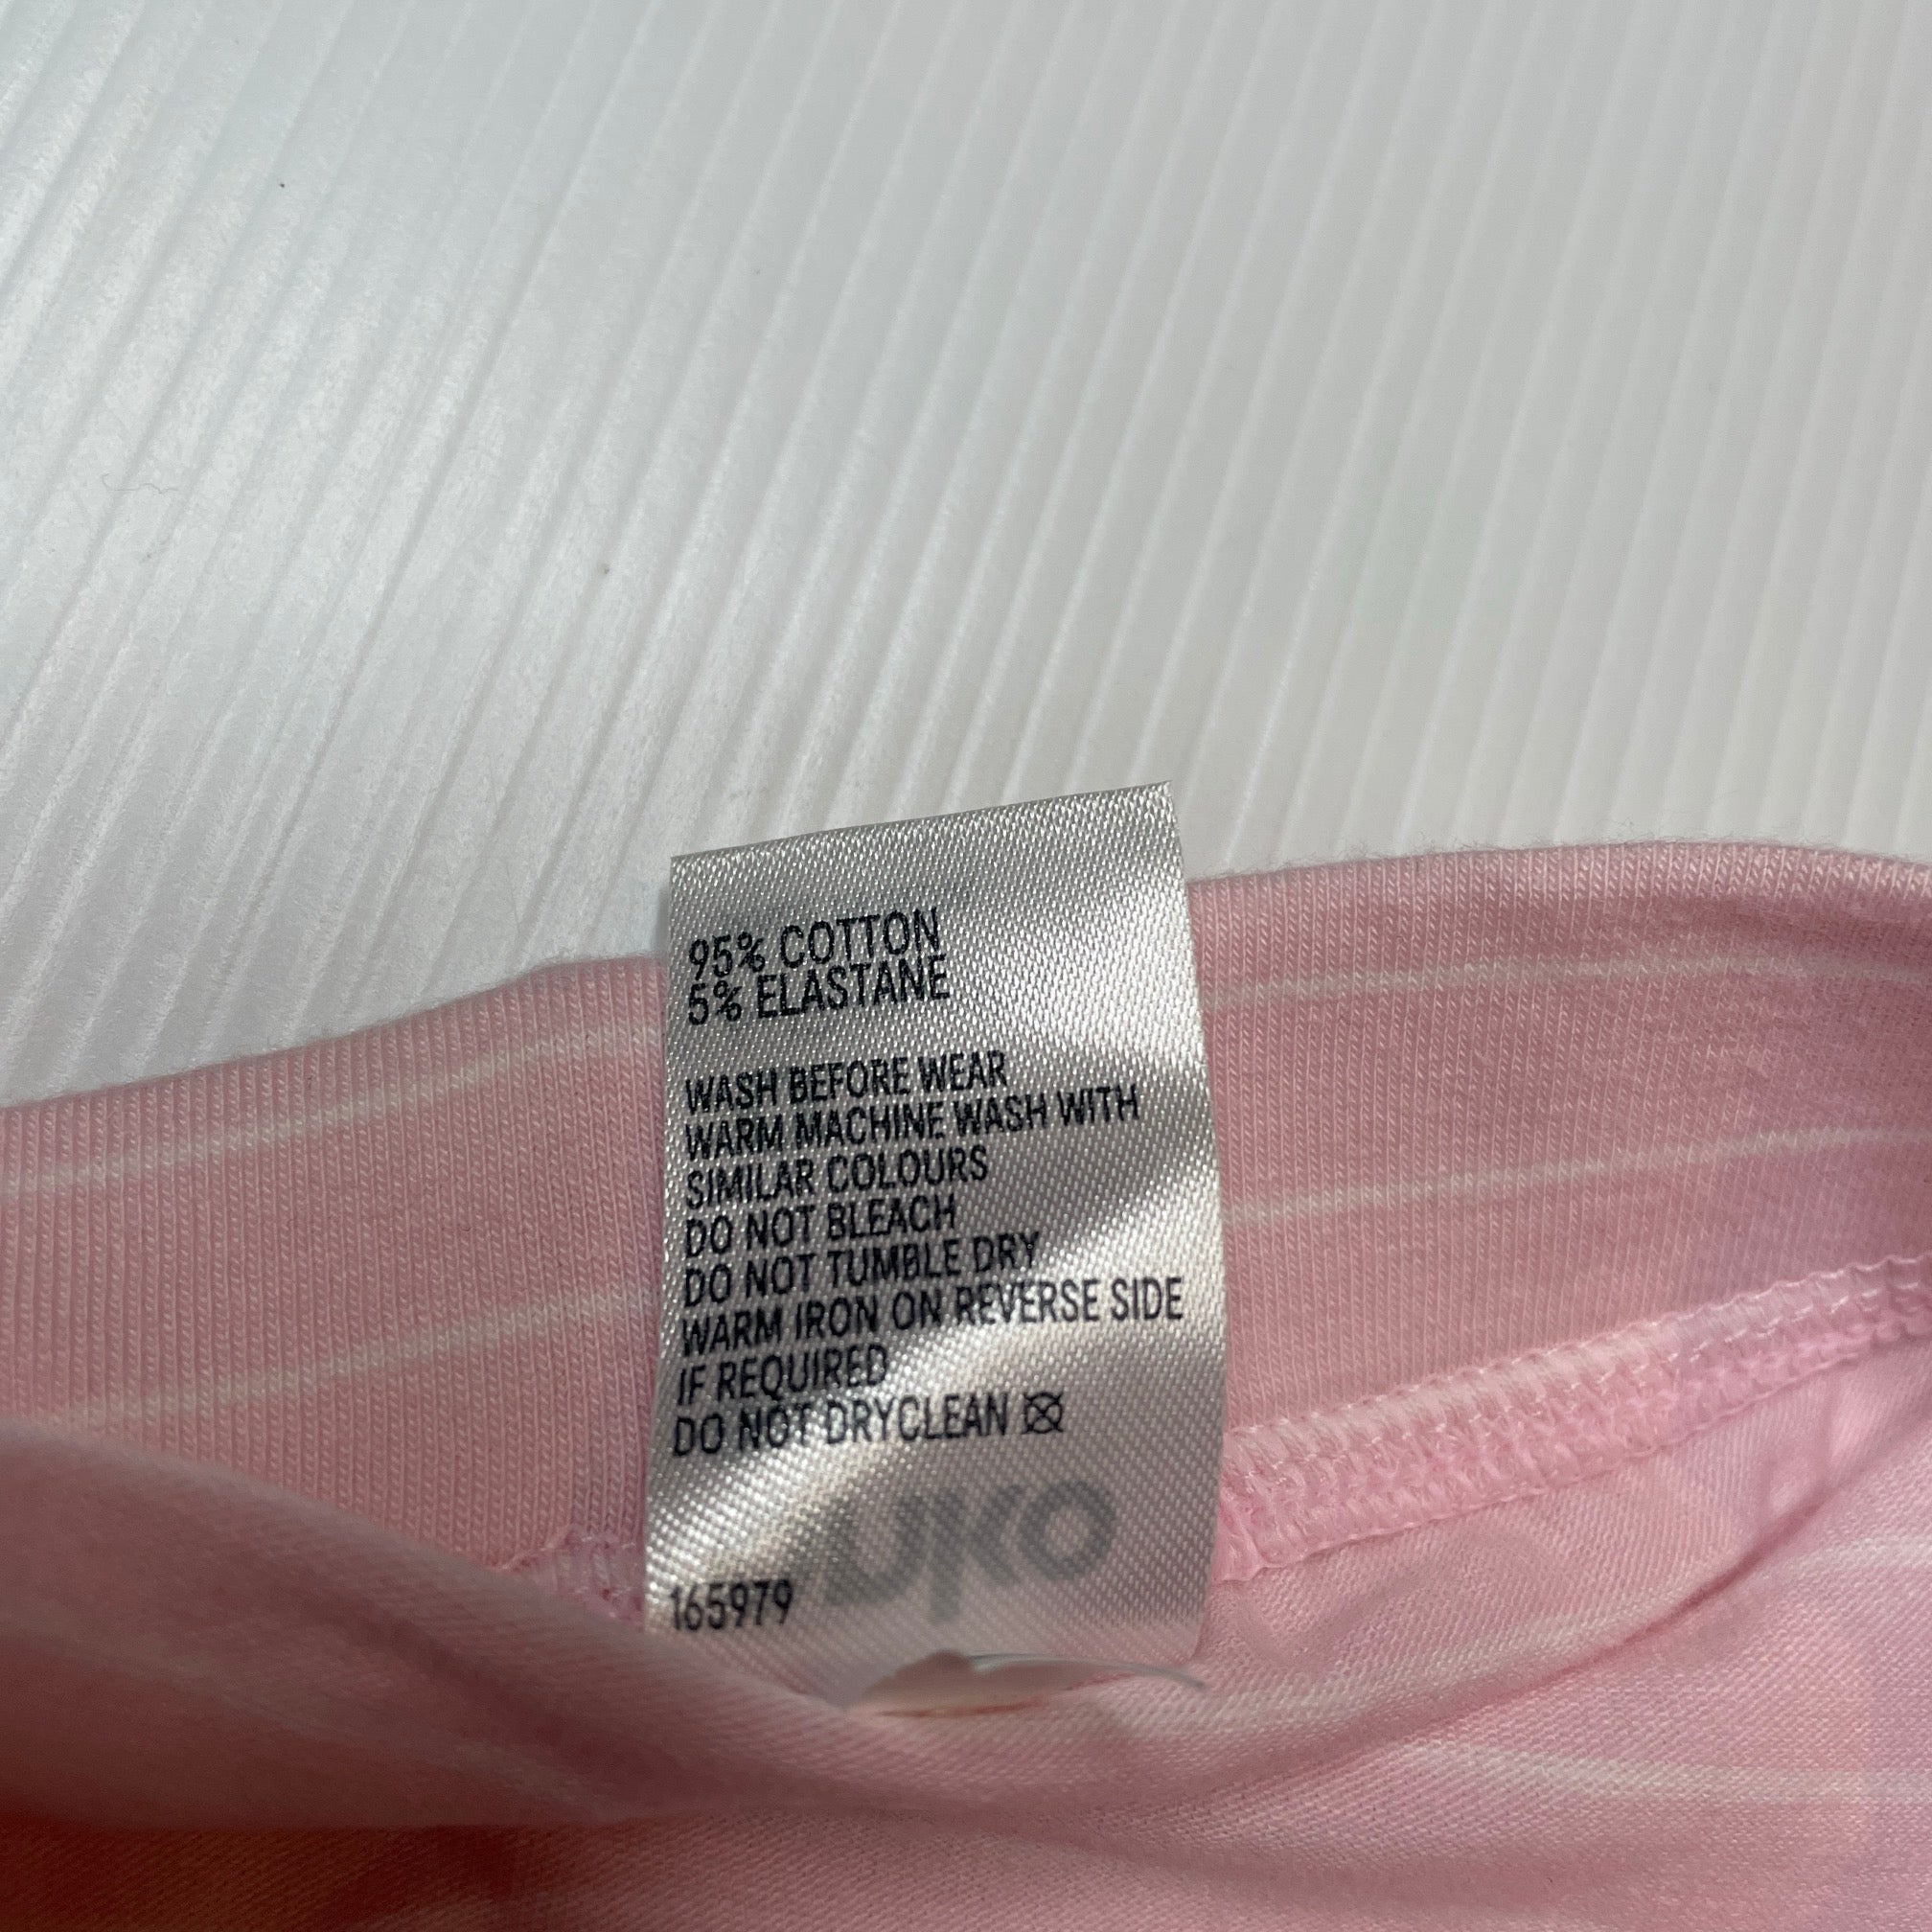 95% COTTON
5% ELASTANE
WASH BEFORE WEAR
WARM MACHINE WASH WITH
SIMILAR COLOURS
DO NOT BLEACH
DO NOT TUMBLE DRY
WARM IRON ON REVERSE SIDE
IF REQUIRED
DO NOT DRYCLEAN
165979